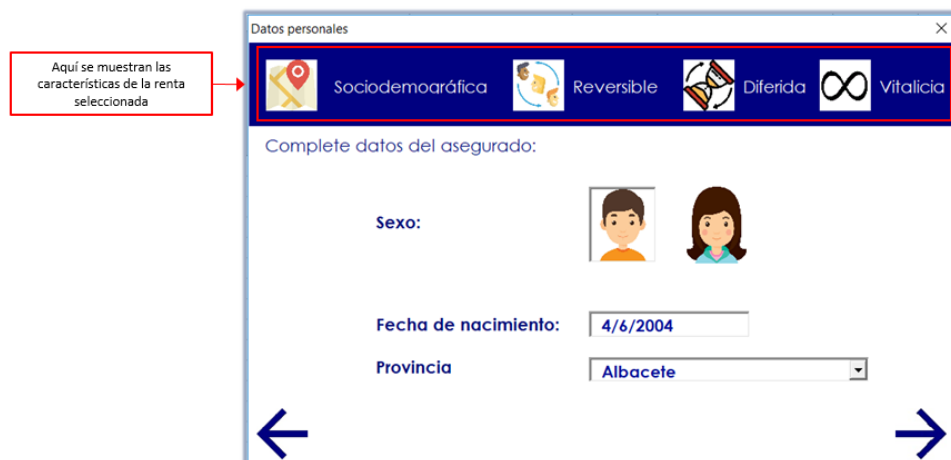 Datos personales
Aquí se muestran las
características de la renta
seleccionada
Sociodemográfica Reversible Diferida Vitalicia
Complete datos del asegurado:
Sexo:
Fecha de nacimiento: 4/6/2004
Provincia Albacete